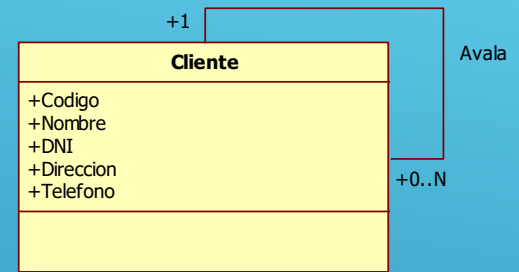 +1
Cliente
Avala
+Codigo
+Nombre
+DNI
+Direccion
+Telefono
+0..N